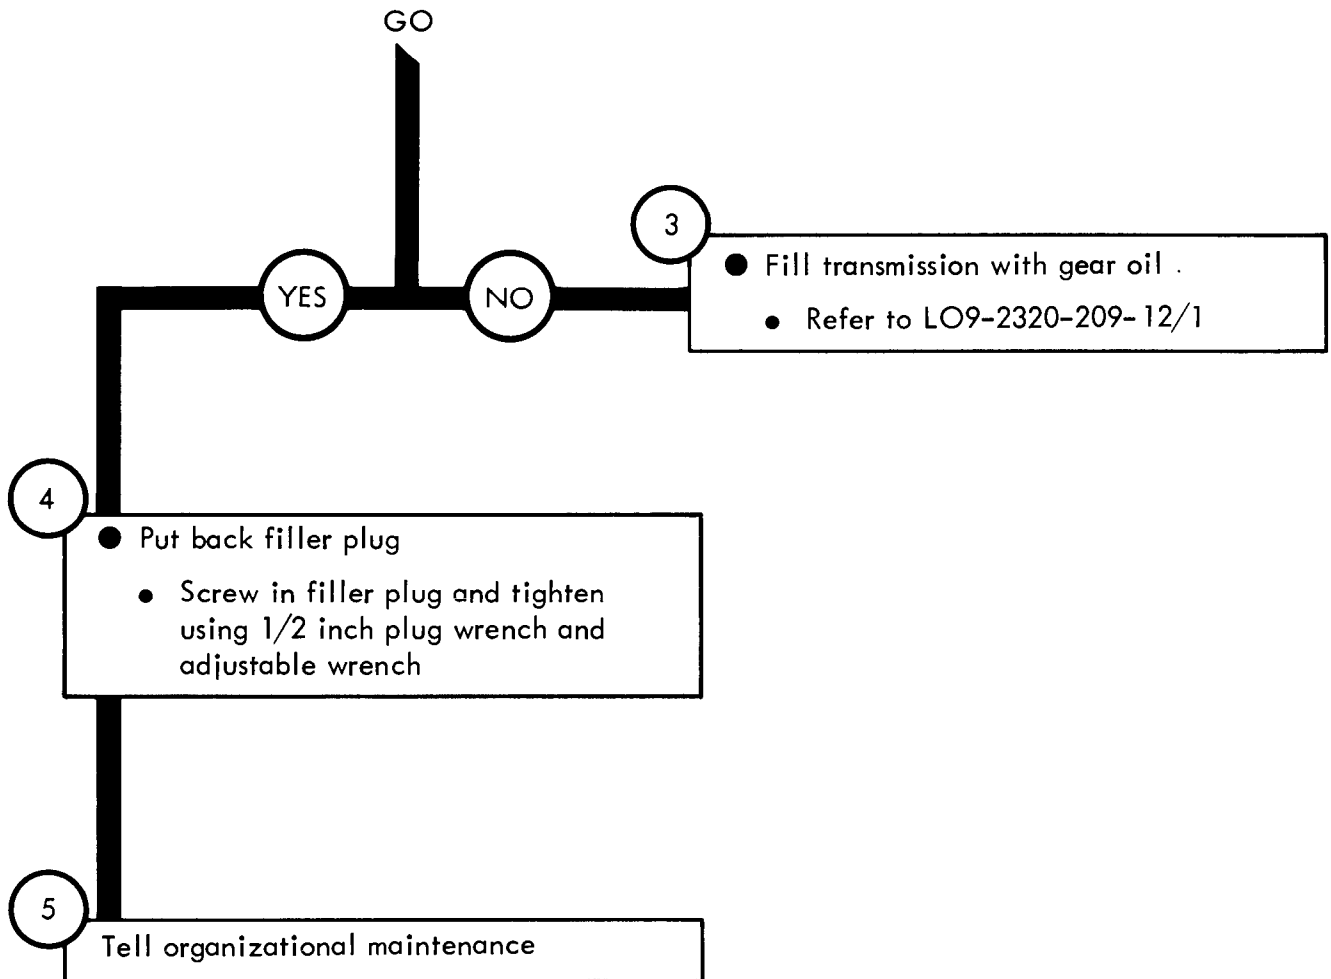 GO
YES
NO
3
● Fill transmission with gear oil .
● Refer to LO9-2320-209-12/1
4
● Put back filler plug
● Screw in filler plug and tighten
using 1/2 inch plug wrench and
adjustable wrench
5
Tell organizational maintenance